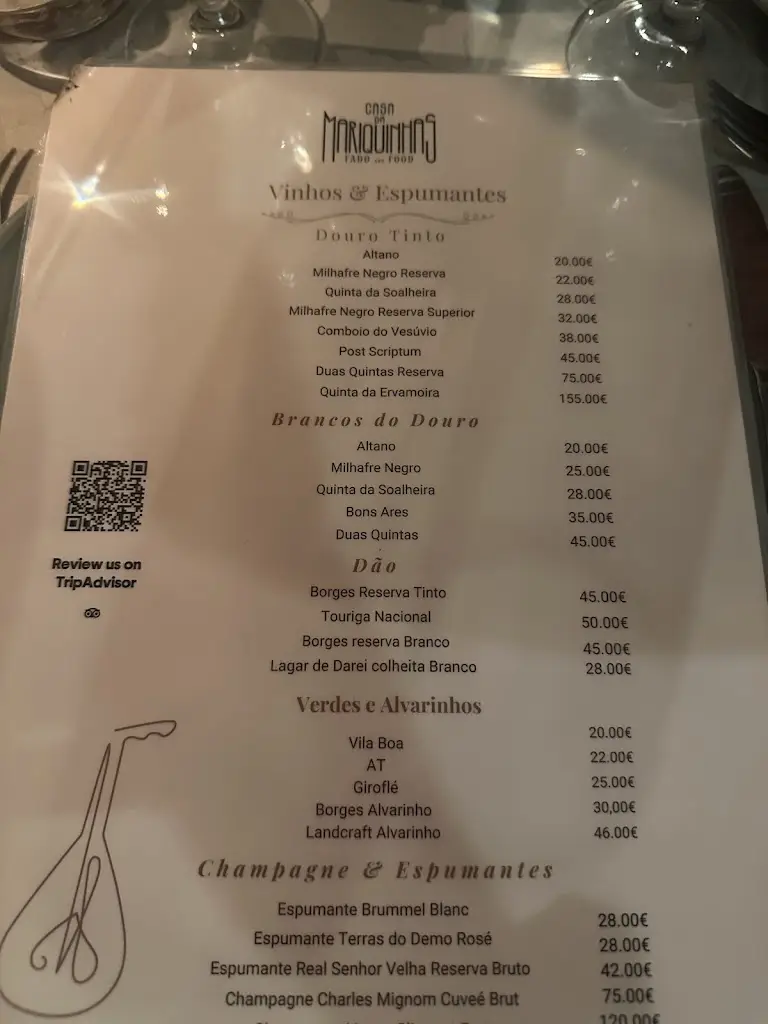 CASA
DA
MARIQUINHAS
FADO AND FOOD
Vinhos & Espumantes
Douro Tinto
Altano 20.00€
Milhafre Negro Reserva 22.00€
Quinta da Soalheira 28.00€
Milhafre Negro Reserva Superior 32.00€
Comboio do Vesúvio 38.00€
Post Scriptum 45.00€
Duas Quintas Reserva 75.00€
Quinta da Ervamoira 155.00€
Brancos do Douro
Altano 20.00€
Milhafre Negro 25.00€
Quinta da Soalheira 28.00€
Bons Ares 35.00€
Duas Quintas 45.00€
Review us on
TripAdvisor
Dão
Borges Reserva Tinto 45.00€
Touriga Nacional 50.00€
Borges reserva Branco 45.00€
Lagar de Darei colheita Branco 28.00€
Verdes e Alvarinhos
Vila Boa 20.00€
AT 22.00€
Giroflé 25.00€
Borges Alvarinho 30,00€
Landcraft Alvarinho 46.00€
Champagne & Espumantes
Espumante Brummel Blanc 28.00€
Espumante Terras do Demo Rosé 28.00€
Espumante Real Senhor Velha Reserva Bruto 42.00€
Champagne Charles Mignom Cuveé Brut 75.00€
120.00€